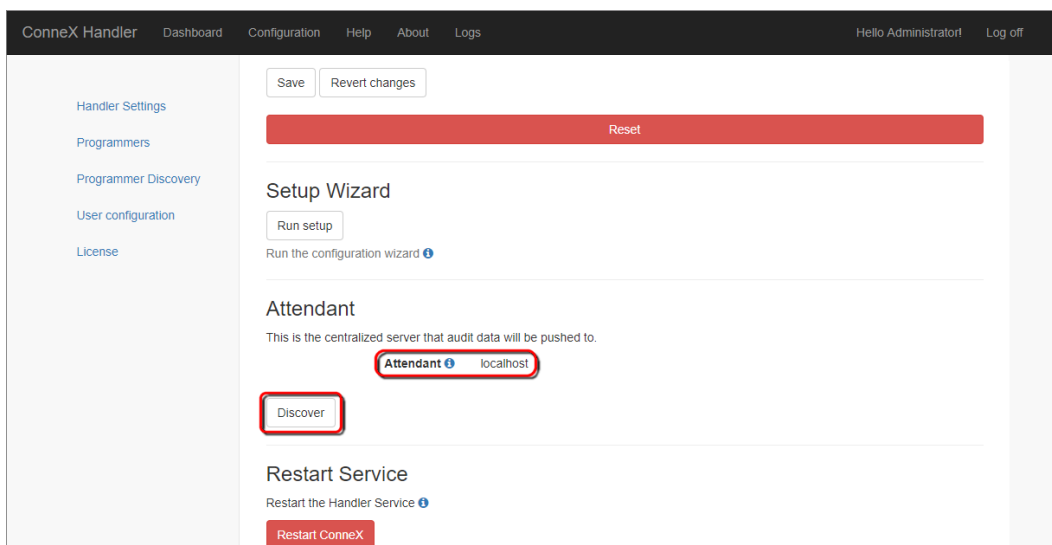 ConneX Handler Dashboard Configuration Help About Logs Hello Administrator! Log off
Save Revert changes
Handler Settings
Reset
Programmers
Programmer Discovery
Setup Wizard
User configuration
Run setup
License
Run the configuration wizard
Attendant
This is the centralized server that audit data will be pushed to.
Attendant localhost
Discover
Restart Service
Restart the Handler Service
Restart ConneX